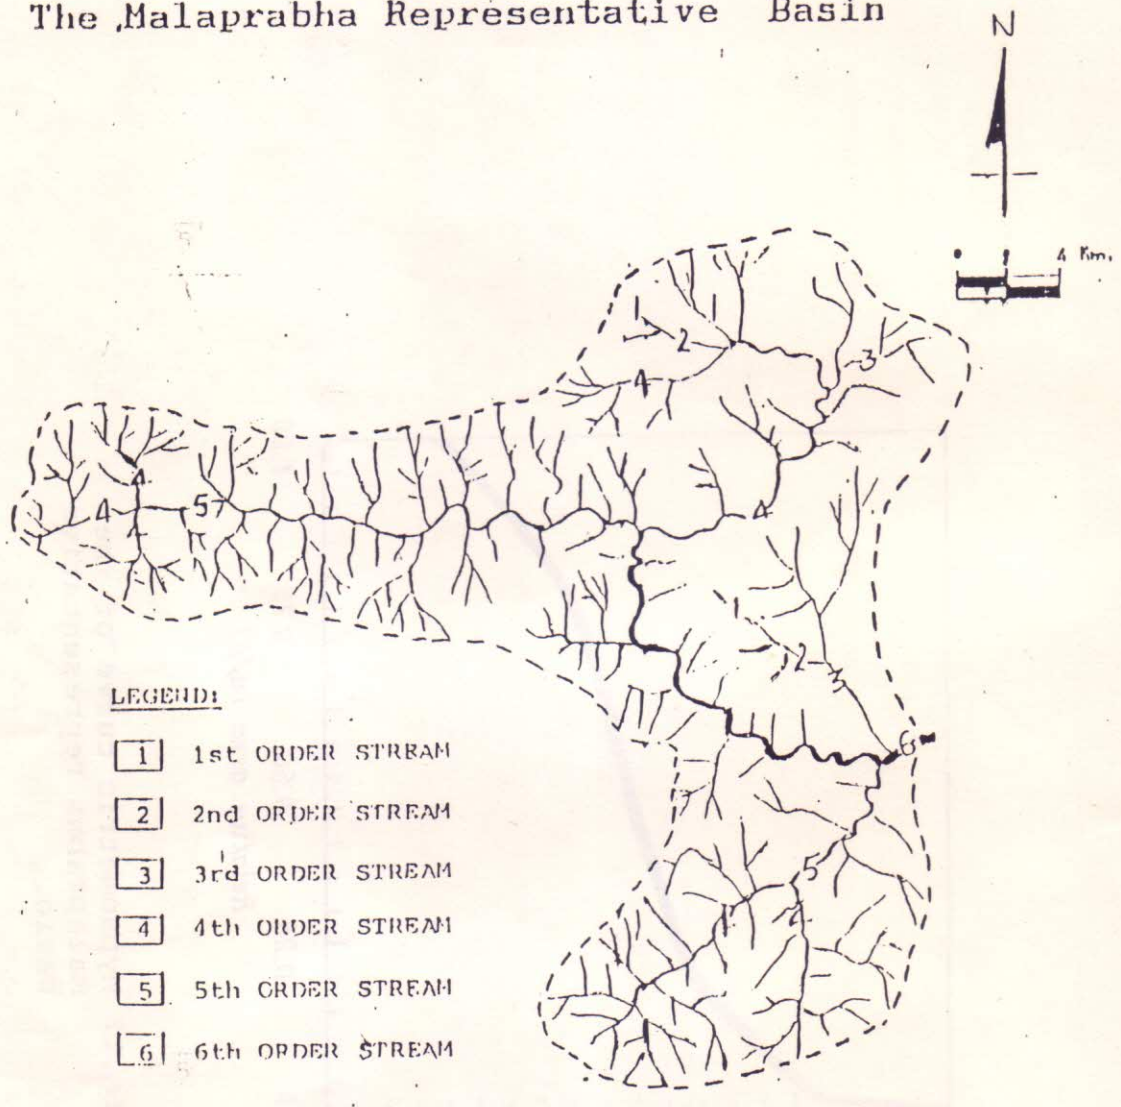 The Malaprabha Representative Basin
N
4 Km.
2
3
4
4
4
5
4
2
3
6
5
LEGEND:
1 1st ORDER STREAM
2 2nd ORDER STREAM
3 3rd ORDER STREAM
4 4th ORDER STREAM
5 5th ORDER STREAM
6 6th ORDER STREAM